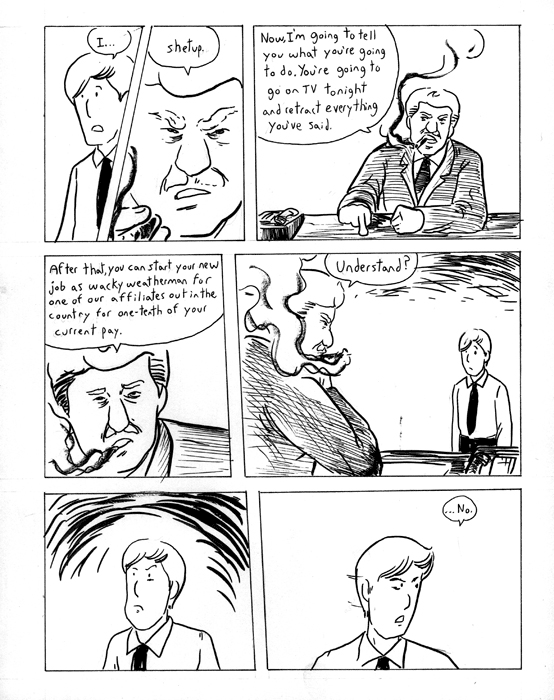 I...
shetup.
Now, I'm going to tell
you what you're going
to do. You're going to
go on TV tonight
and retract everything
you've said.
After that, you can start your new
job as wacky weatherman for
one of our affiliates out in the
country for one-tenth of your
current pay.
Understand?
...No.